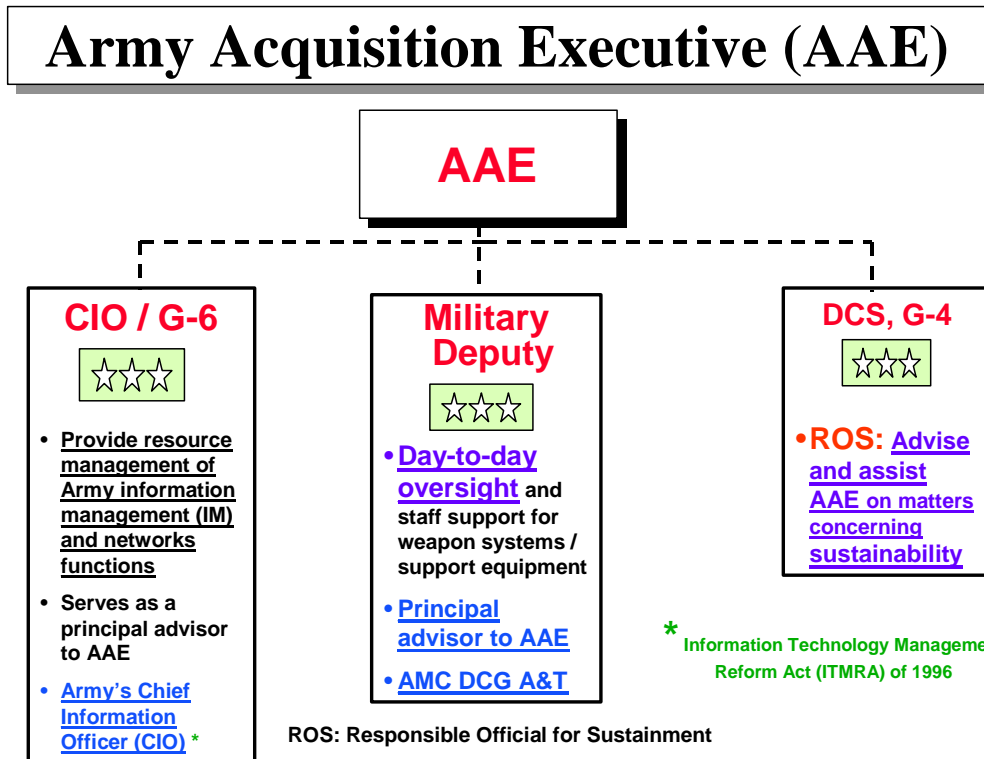 Army Acquisition Executive (AAE)
AAE
CIO / G-6
• Provide resource
management of
Army information
management (IM)
and networks
functions
• Serves as a
principal advisor
to AAE
• Army's Chief
Information
Officer (CIO) *
Military
Deputy
• Day-to-day
oversight and
staff support for
weapon systems /
support equipment
• Principal
advisor to AAE
• AMC DCG A&T
DCS, G-4
• ROS: Advise
and assist
AAE on matters
concerning
sustainability
* Information Technology Manageme
Reform Act (ITMRA) of 1996
ROS: Responsible Official for Sustainment